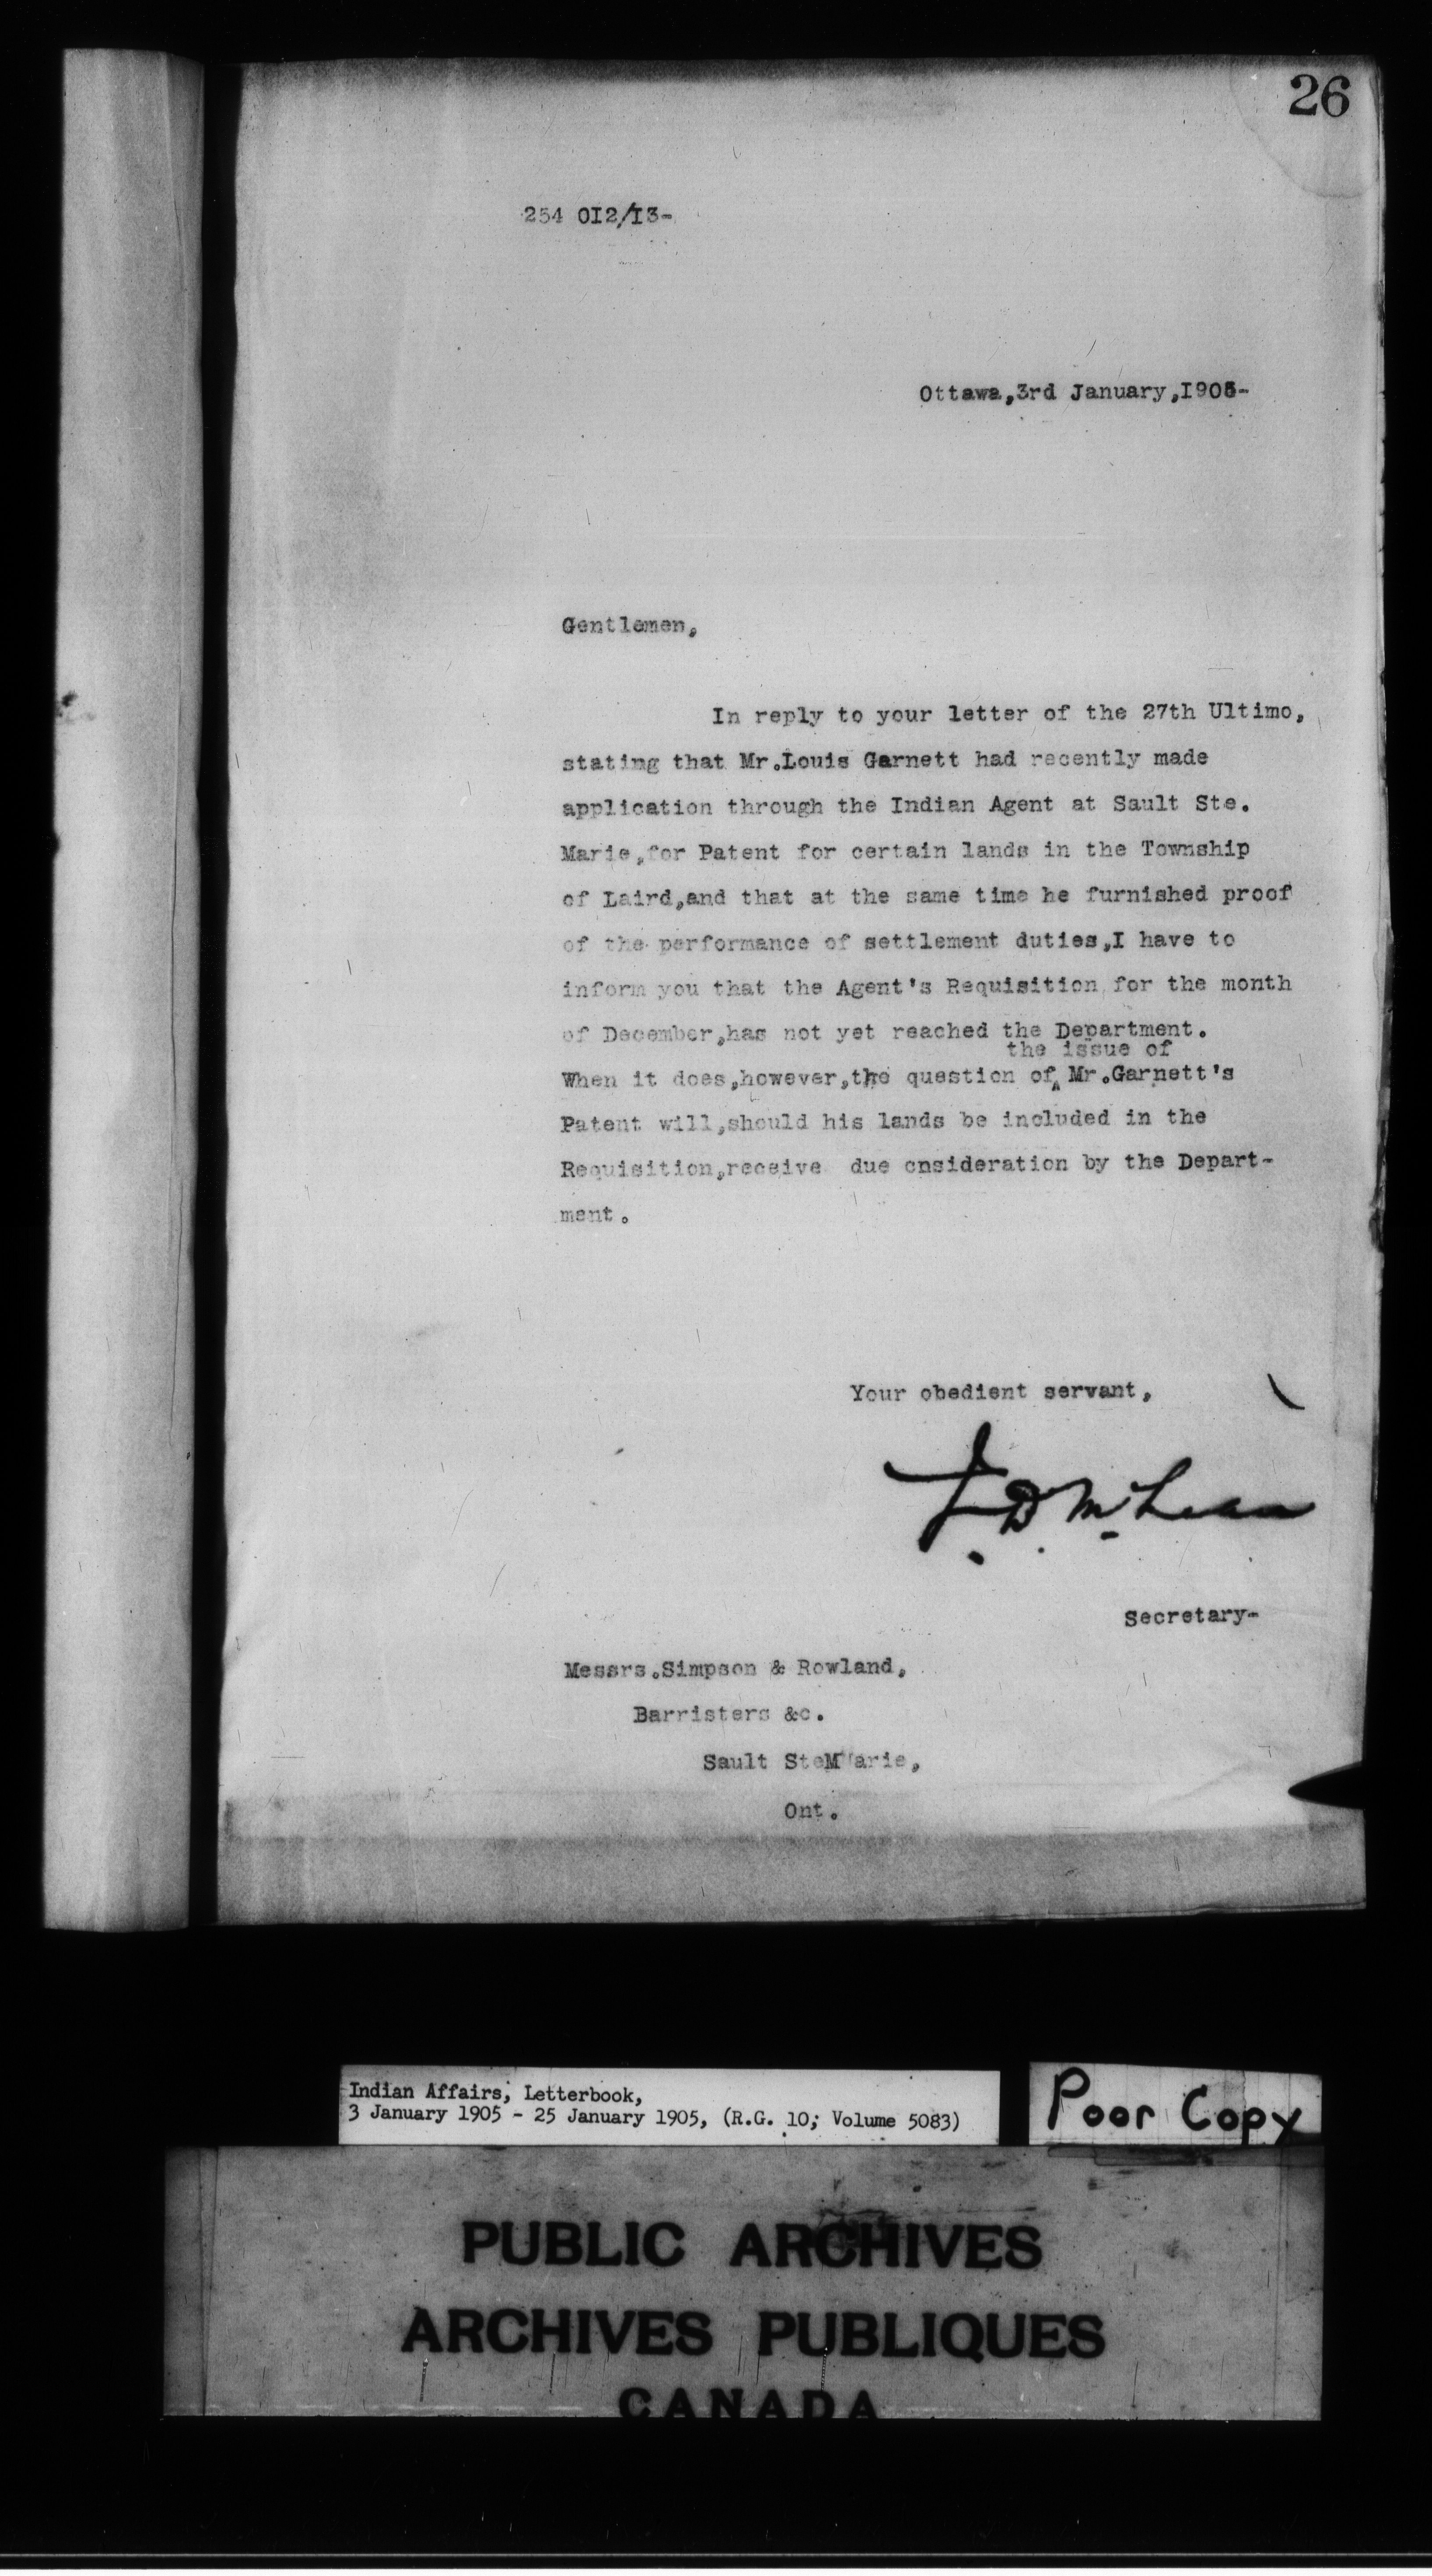 26
254 OI2/I3-
Ottawa,3rd January,I905-
Gentlemen,
In reply to your letter of the 27th Ultimo,
stating that Mr.Louis Garnett had recently made
application through the Indian Agent at Sault Ste.
Marie,for Patent for certain lands in the Township
of Laird,and that at the same time he furnished proof
of the performance of settlement duties,I have to
inform you that the Agent's Requisition for the month
of December,has not yet reached the Department.
the issue of
When it does,however,the question of Mr.Garnett's
Patent will,should his lands be included in the
Requisition,receive due cnsideration by the Depart-
ment.
Your obedient servant,
J. D. McLean
Secretary-
Messrs.Simpson & Rowland,
Barristers &c.
Sault SteMarie,
Ont.
Indian Affairs, Letterbook,
3 January 1905 - 25 January 1905, (R.G. 10; Volume 5083)
Poor Copy
PUBLIC ARCHIVES
ARCHIVES PUBLIQUES
CANADA